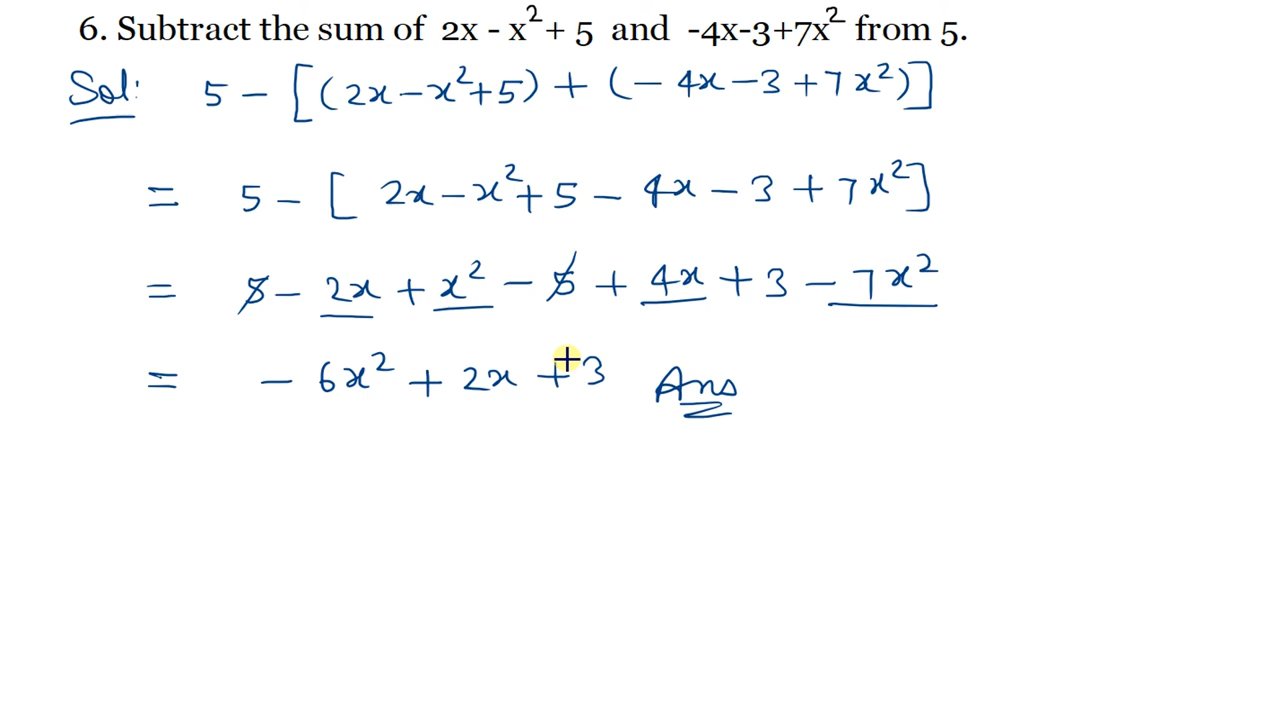 6. Subtract the sum of 2x - x² + 5 and -4x-3+7x² from 5.
Sol: 5 - [(2x - x² + 5) + (- 4x - 3 + 7x²)]
= 5 - [ 2x - x² + 5 - 4x - 3 + 7x²]
= 5 - 2x + x² - 5 + 4x + 3 - 7x²
= - 6x² + 2x + 3 Ans